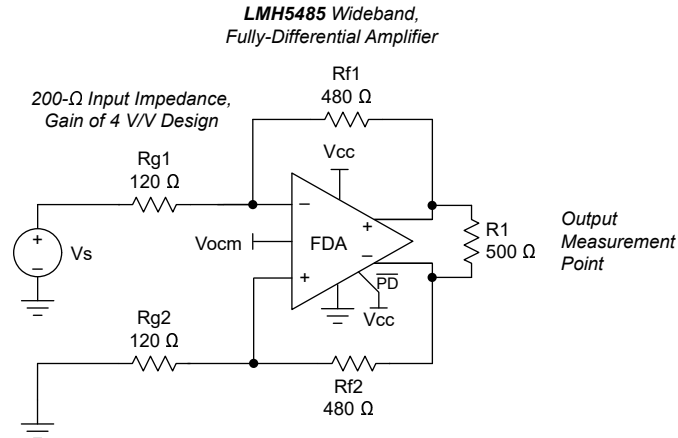 LMH5485 Wideband,
Fully-Differential Amplifier
200-Ω Input Impedance,
Gain of 4 V/V Design
Rf1
480 Ω
Rg1
120 Ω
Vcc
−
+
Vs
−
Vocm
FDA
+
−
+
PD
Vcc
R1
500 Ω
Output
Measurement
Point
Rg2
120 Ω
Rf2
480 Ω